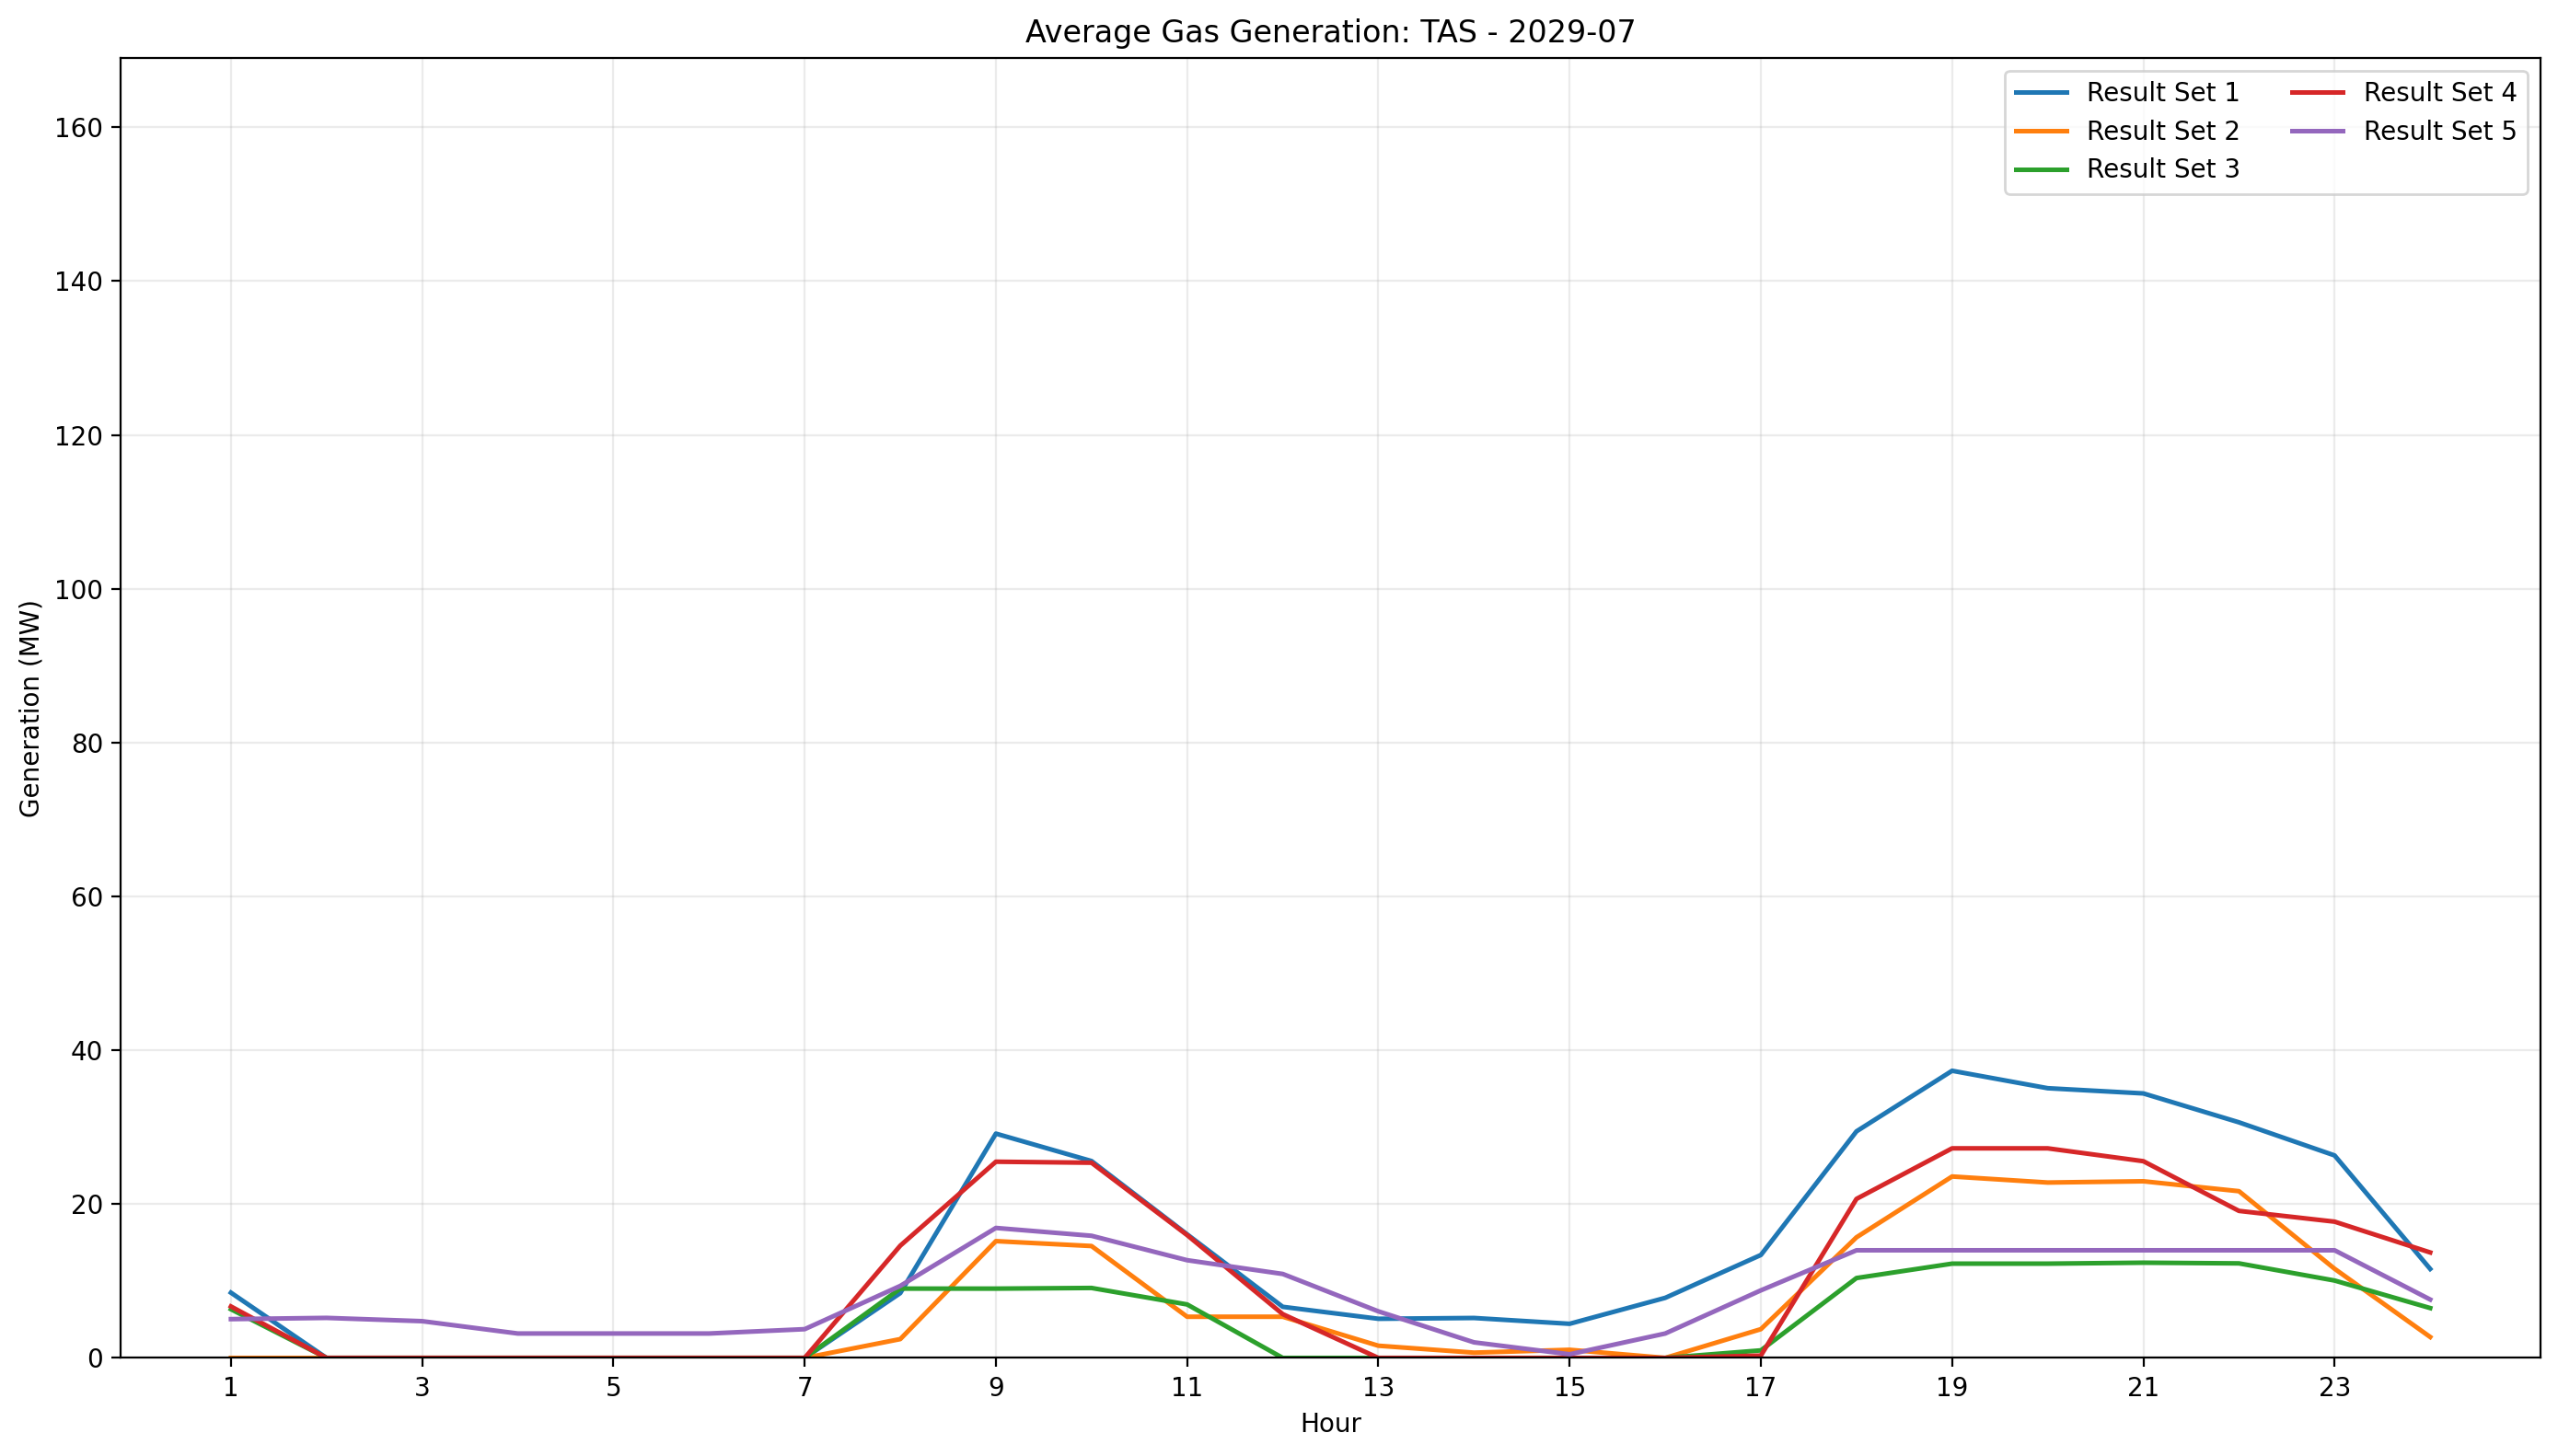 Average Gas Generation: TAS - 2029-07
Result Set 1
Result Set 2
Result Set 3
Result Set 4
Result Set 5
Generation (MW)
160
140
120
100
80
60
40
20
0
1 3 5 7 9 11 13 15 17 19 21 23
Hour